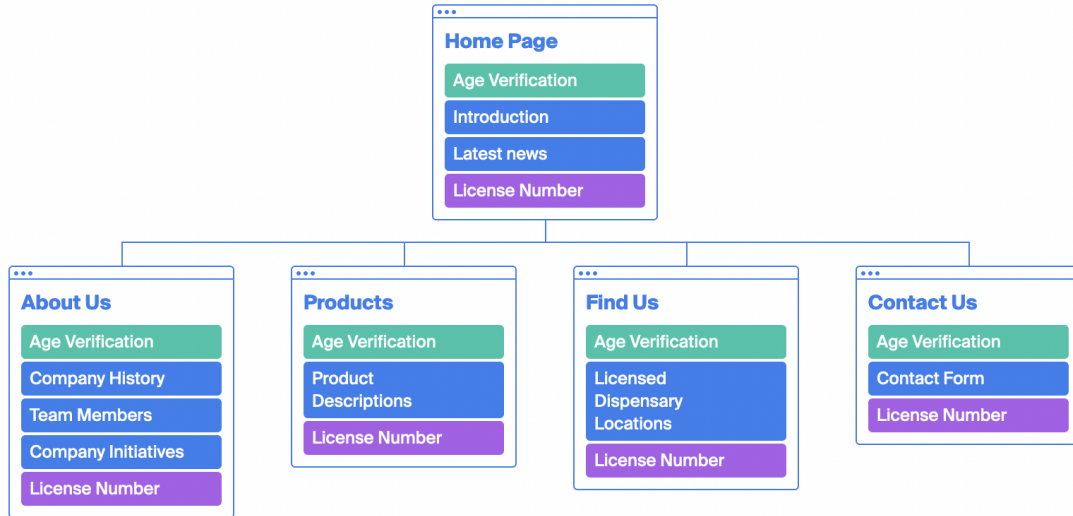 Home Page
Age Verification
Introduction
Latest news
License Number
About Us
Age Verification
Company History
Team Members
Company Initiatives
License Number
Products
Age Verification
Product
Descriptions
License Number
Find Us
Age Verification
Licensed
Dispensary
Locations
License Number
Contact Us
Age Verification
Contact Form
License Number